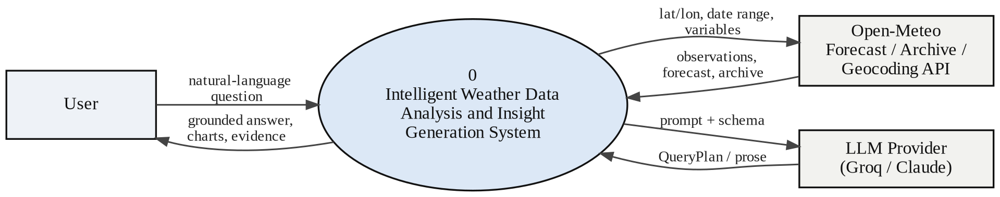 User
natural-language
question
grounded answer,
charts, evidence
0
Intelligent Weather Data
Analysis and Insight
Generation System
lat/lon, date range,
variables
observations,
forecast, archive
prompt + schema
QueryPlan / prose
Open-Meteo
Forecast / Archive /
Geocoding API
LLM Provider
(Groq / Claude)